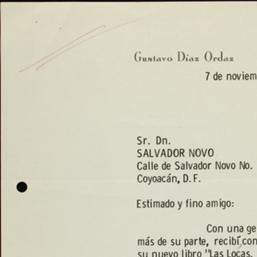 Gustavo Díaz Ordaz
7 de noviem
Sr. Dn.
SALVADOR NOVO
Calle de Salvador Novo No.
Coyoacán, D.F.
Estimado y fino amigo:
Con una ge
más de su parte, recibí con
su nuevo libro "Las Locas,